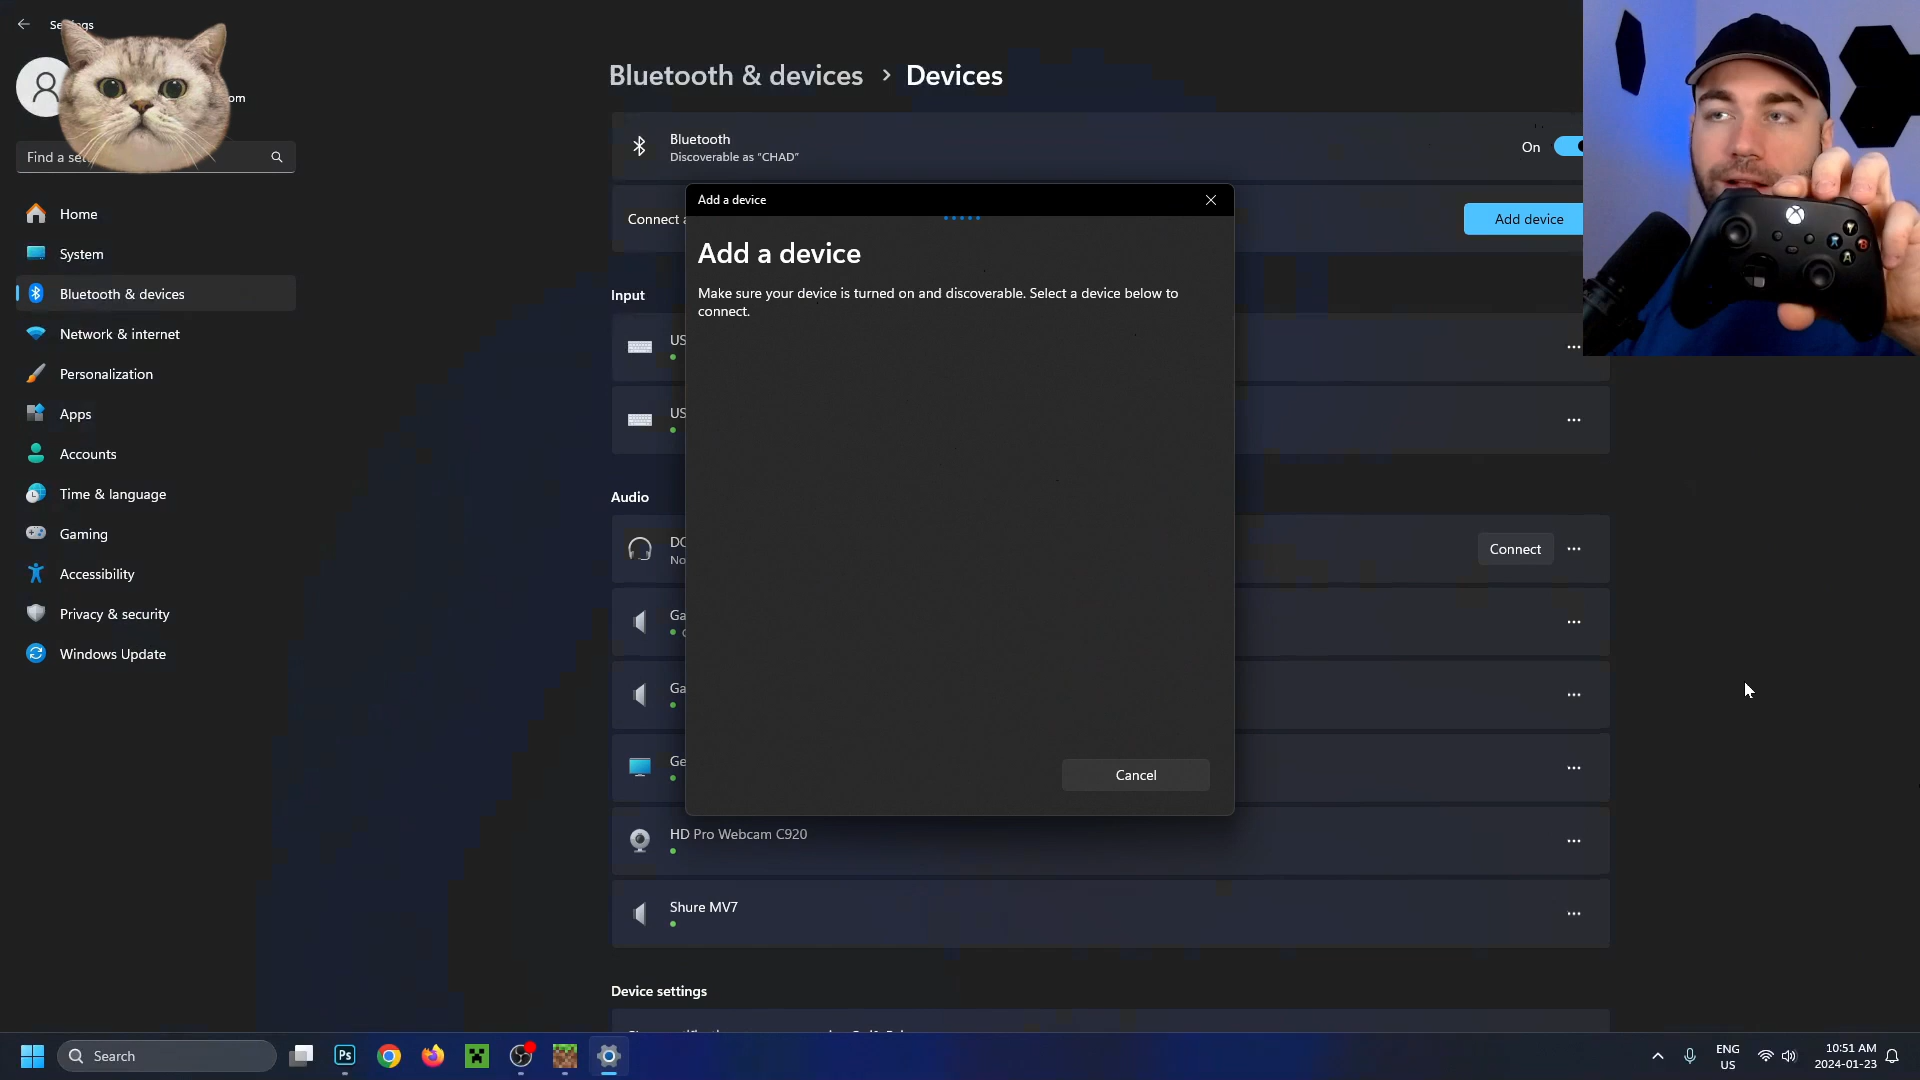 Bluetooth & devices > Devices
Bluetooth
Discoverable as "CHAD"
On
Add a device
Connect
Add device
Add a device
Make sure your device is turned on and discoverable. Select a device below to
connect.
Cancel
Find a
Home
System
Bluetooth & devices
Network & internet
Personalization
Apps
Accounts
Time & language
Gaming
Accessibility
Privacy & security
Windows Update
Input
Audio
Connect
HD Pro Webcam C920
Shure MV7
Device settings
Search
Ps
ENG
US
10:51 AM
2024-01-23
Y
X
B
A